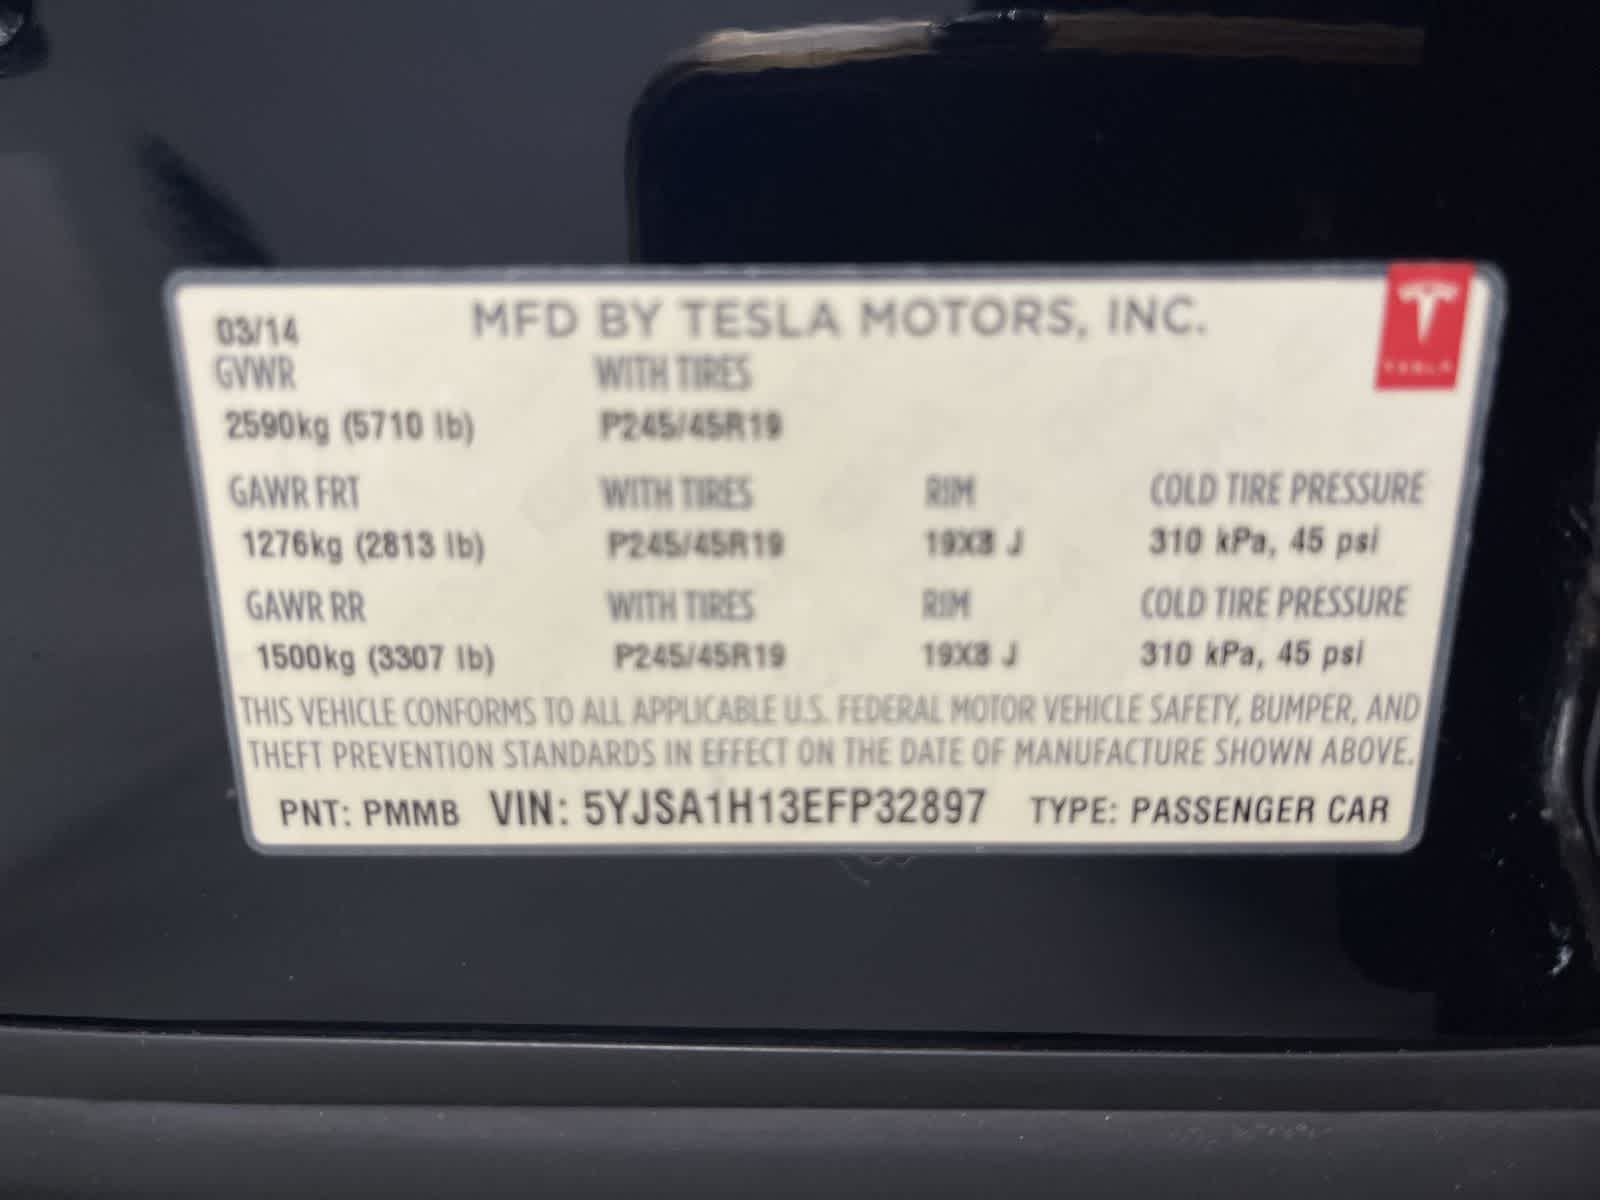 03/14 MFD BY TESLA MOTORS, INC.
TESLA
GVWR WITH TIRES
2590kg (5710 lb) P245/45R19
GAWR FRT WITH TIRES RIM COLD TIRE PRESSURE
1276kg (2813 lb) P245/45R19 19X8 J 310 kPa, 45 psi
GAWR RR WITH TIRES RIM COLD TIRE PRESSURE
1500kg (3307 lb) P245/45R19 19X8 J 310 kPa, 45 psi
THIS VEHICLE CONFORMS TO ALL APPLICABLE U.S. FEDERAL MOTOR VEHICLE SAFETY, BUMPER, AND
THEFT PREVENTION STANDARDS IN EFFECT ON THE DATE OF MANUFACTURE SHOWN ABOVE.
PNT: PMMB VIN: 5YJSA1H13EFP32897 TYPE: PASSENGER CAR